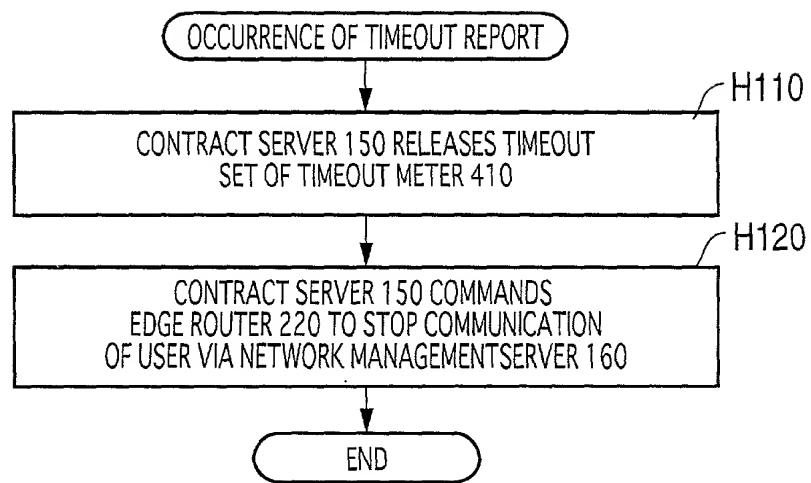 OCCURRENCE OF TIMEOUT REPORT
H110
CONTRACT SERVER 150 RELEASES TIMEOUT
SET OF TIMEOUT METER 410
H120
CONTRACT SERVER 150 COMMANDS
EDGE ROUTER 220 TO STOP COMMUNICATION
OF USER VIA NETWORK MANAGEMENTSERVER 160
END